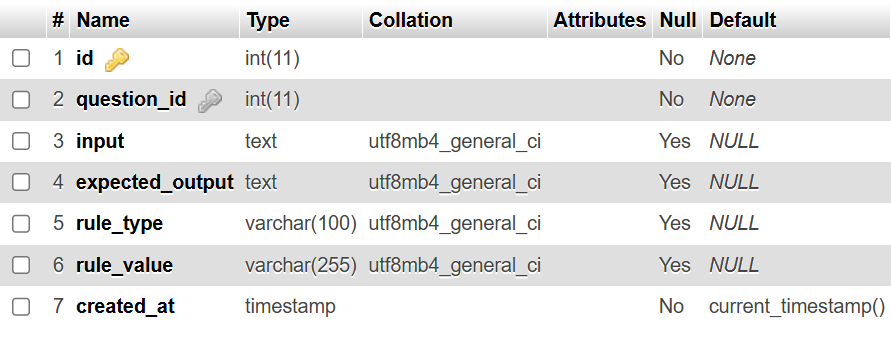 # Name Type Collation Attributes Null Default
1 id int(11) No None
2 question_id int(11) No None
3 input text utf8mb4_general_ci Yes NULL
4 expected_output text utf8mb4_general_ci Yes NULL
5 rule_type varchar(100) utf8mb4_general_ci Yes NULL
6 rule_value varchar(255) utf8mb4_general_ci Yes NULL
7 created_at timestamp No current_timestamp()